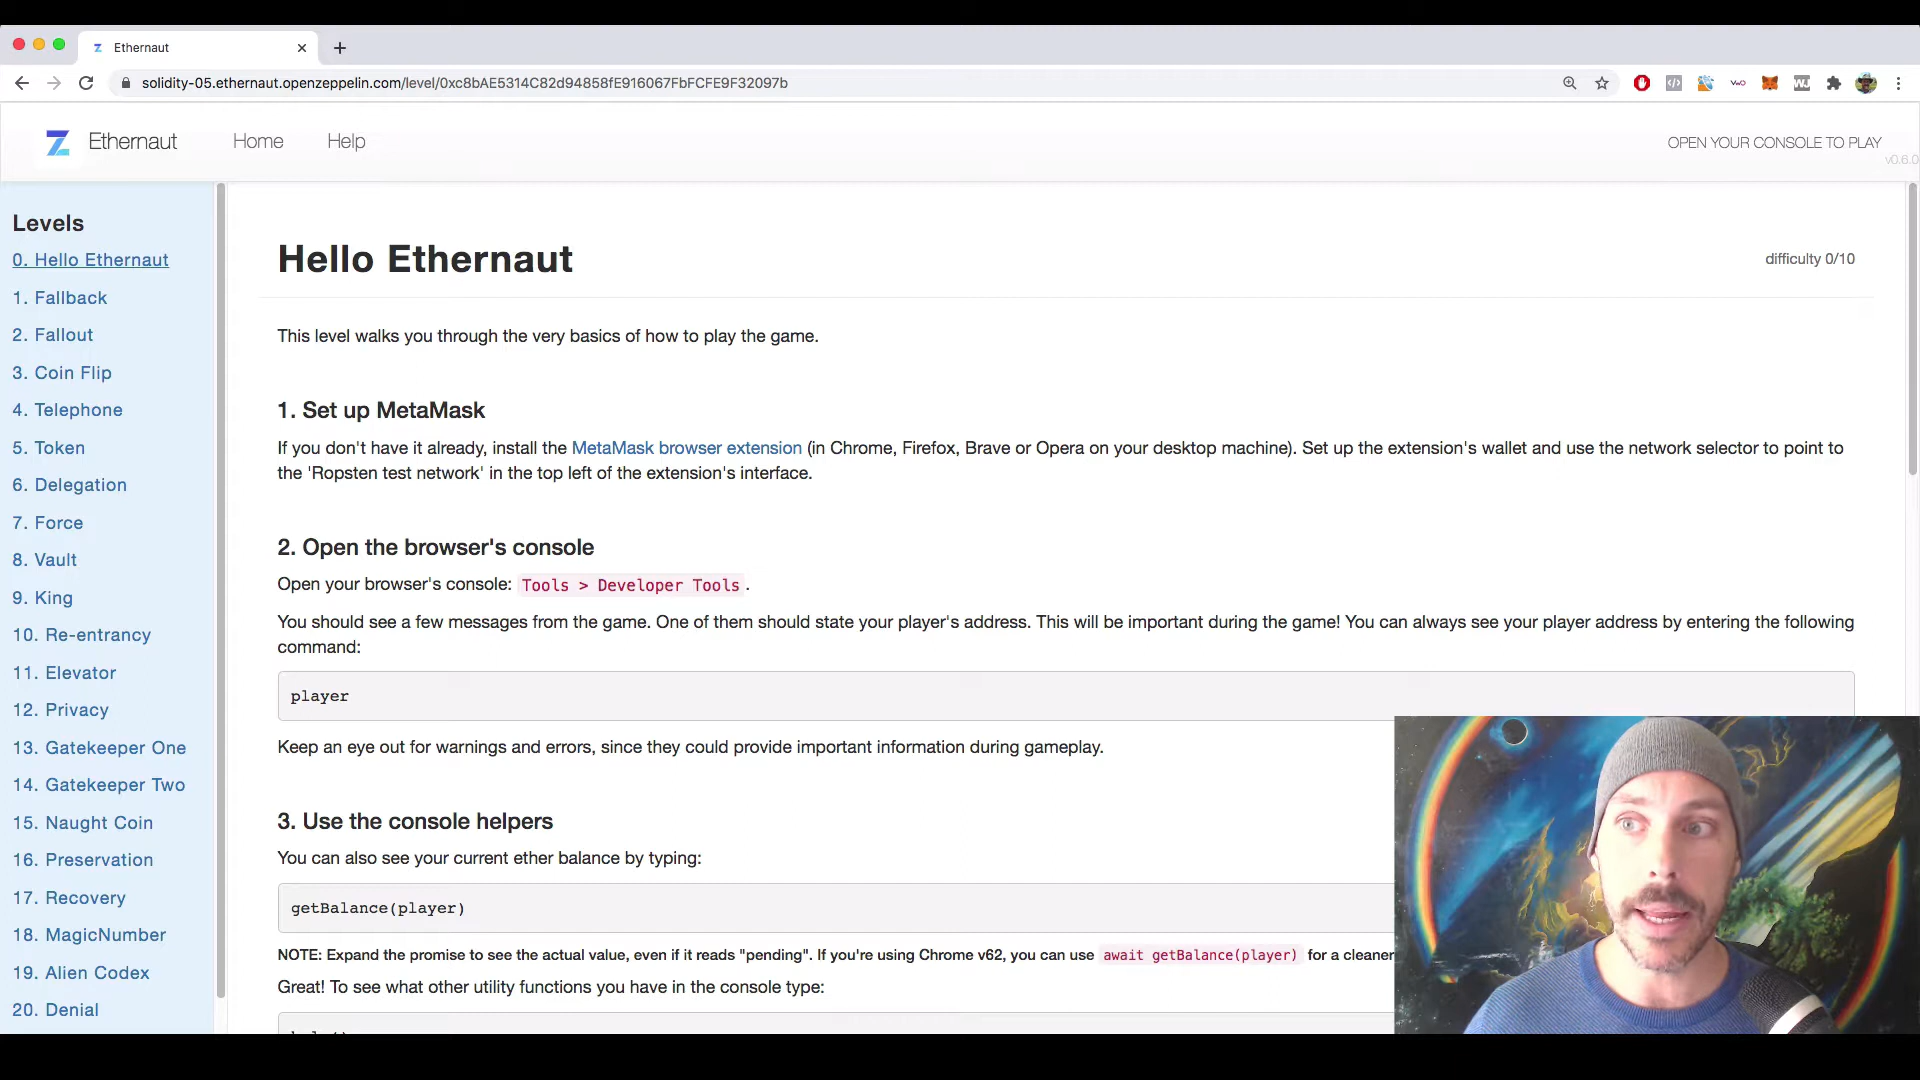 Ethernaut
solidity-05.ethernaut.openzeppelin.com/level/0xc8bAE5314C82d94858fE916067FbFCFE9F32097b
Ethernaut
Home
Help
OPEN YOUR CONSOLE TO PLAY
v0.6.0
Levels
0. Hello Ethernaut
1. Fallback
2. Fallout
3. Coin Flip
4. Telephone
5. Token
6. Delegation
7. Force
8. Vault
9. King
10. Re-entrancy
11. Elevator
12. Privacy
13. Gatekeeper One
14. Gatekeeper Two
15. Naught Coin
16. Preservation
17. Recovery
18. MagicNumber
19. Alien Codex
20. Denial
Hello Ethernaut
difficulty 0/10
This level walks you through the very basics of how to play the game.
1. Set up MetaMask
If you don't have it already, install the MetaMask browser extension (in Chrome, Firefox, Brave or Opera on your desktop machine). Set up the extension's wallet and use the network selector to point to
the 'Ropsten test network' in the top left of the extension's interface.
2. Open the browser's console
Open your browser's console: Tools > Developer Tools.
You should see a few messages from the game. One of them should state your player's address. This will be important during the game! You can always see your player address by entering the following
command:
player
Keep an eye out for warnings and errors, since they could provide important information during gameplay.
3. Use the console helpers
You can also see your current ether balance by typing:
getBalance(player)
NOTE: Expand the promise to see the actual value, even if it reads "pending". If you're using Chrome v62, you can use await getBalance(player) for a cleaner
Great! To see what other utility functions you have in the console type: